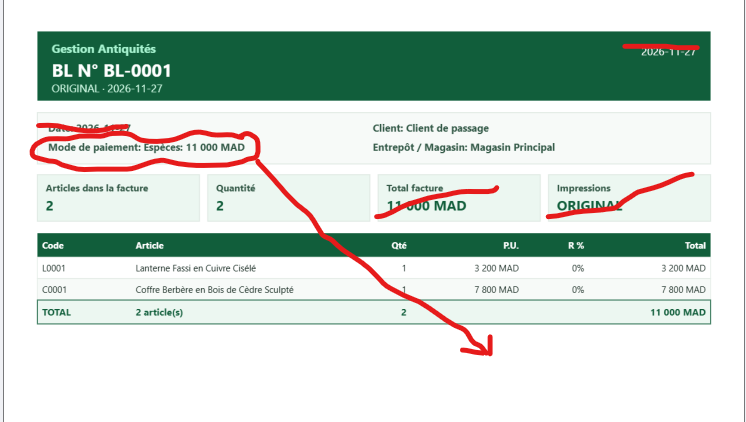 Gestion Antiquités
2026-11-27
BL N° BL-0001
ORIGINAL · 2026-11-27
Date: 2026-11-27
Client: Client de passage
Mode de paiement: Espèces: 11 000 MAD
Entrepôt / Magasin: Magasin Principal
Articles dans la facture
2
Quantité
2
Total facture
11 000 MAD
Impressions
ORIGINAL
Code Article Qté P.U. R % Total
L0001 Lanterne Fassi en Cuivre Ciselé 1 3 200 MAD 0% 3 200 MAD
C0001 Coffre Berbère en Bois de Cèdre Sculpté 1 7 800 MAD 0% 7 800 MAD
TOTAL 2 article(s) 2 11 000 MAD